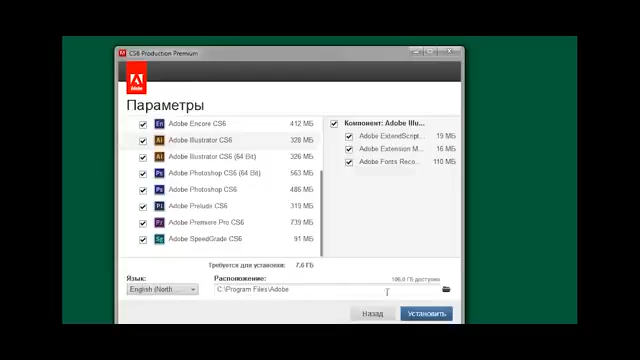 CS6 Production Premium
Adobe
Параметры
En Adobe Encore CS6 412 МБ
Ai Adobe Illustrator CS6 328 МБ
Ai Adobe Illustrator CS6 (64 Bit) 326 МБ
Ps Adobe Photoshop CS6 (64 Bit) 563 МБ
Ps Adobe Photoshop CS6 486 МБ
Pl Adobe Prelude CS6 319 МБ
Pr Adobe Premiere Pro CS6 739 МБ
Sg Adobe SpeedGrade CS6 91 МБ
Компонент: Adobe Illu...
Adobe ExtendScript... 19 МБ
Adobe Extension M... 16 МБ
Adobe Fonts Reco... 110 МБ
Требуется для установки: 7,6 ГБ
Язык:
English (North ...
Расположение: 106,0 ГБ доступно
C:\Program Files\Adobe
Назад Установить